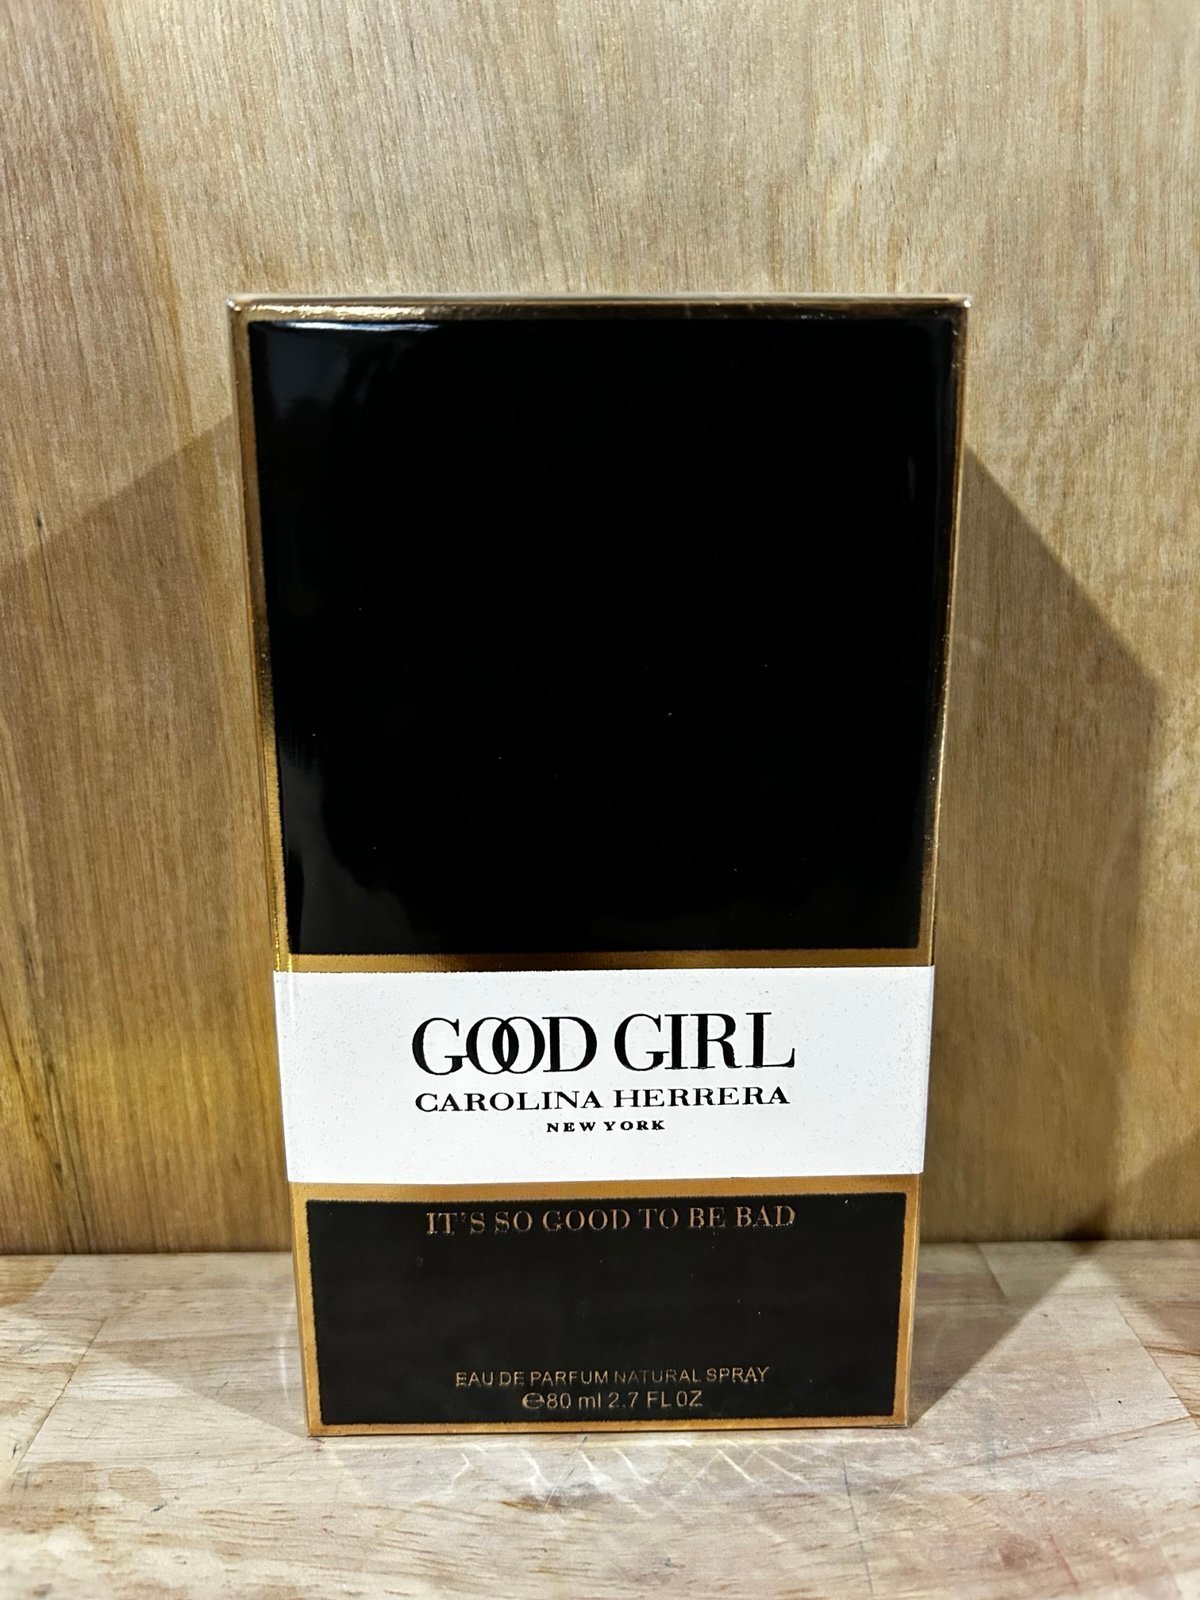 GOOD GIRL
CAROLINA HERRERA
NEW YORK
IT'S SO GOOD TO BE BAD
EAU DE PARFUM NATURAL SPRAY
℮80 ml 2.7 FL OZ